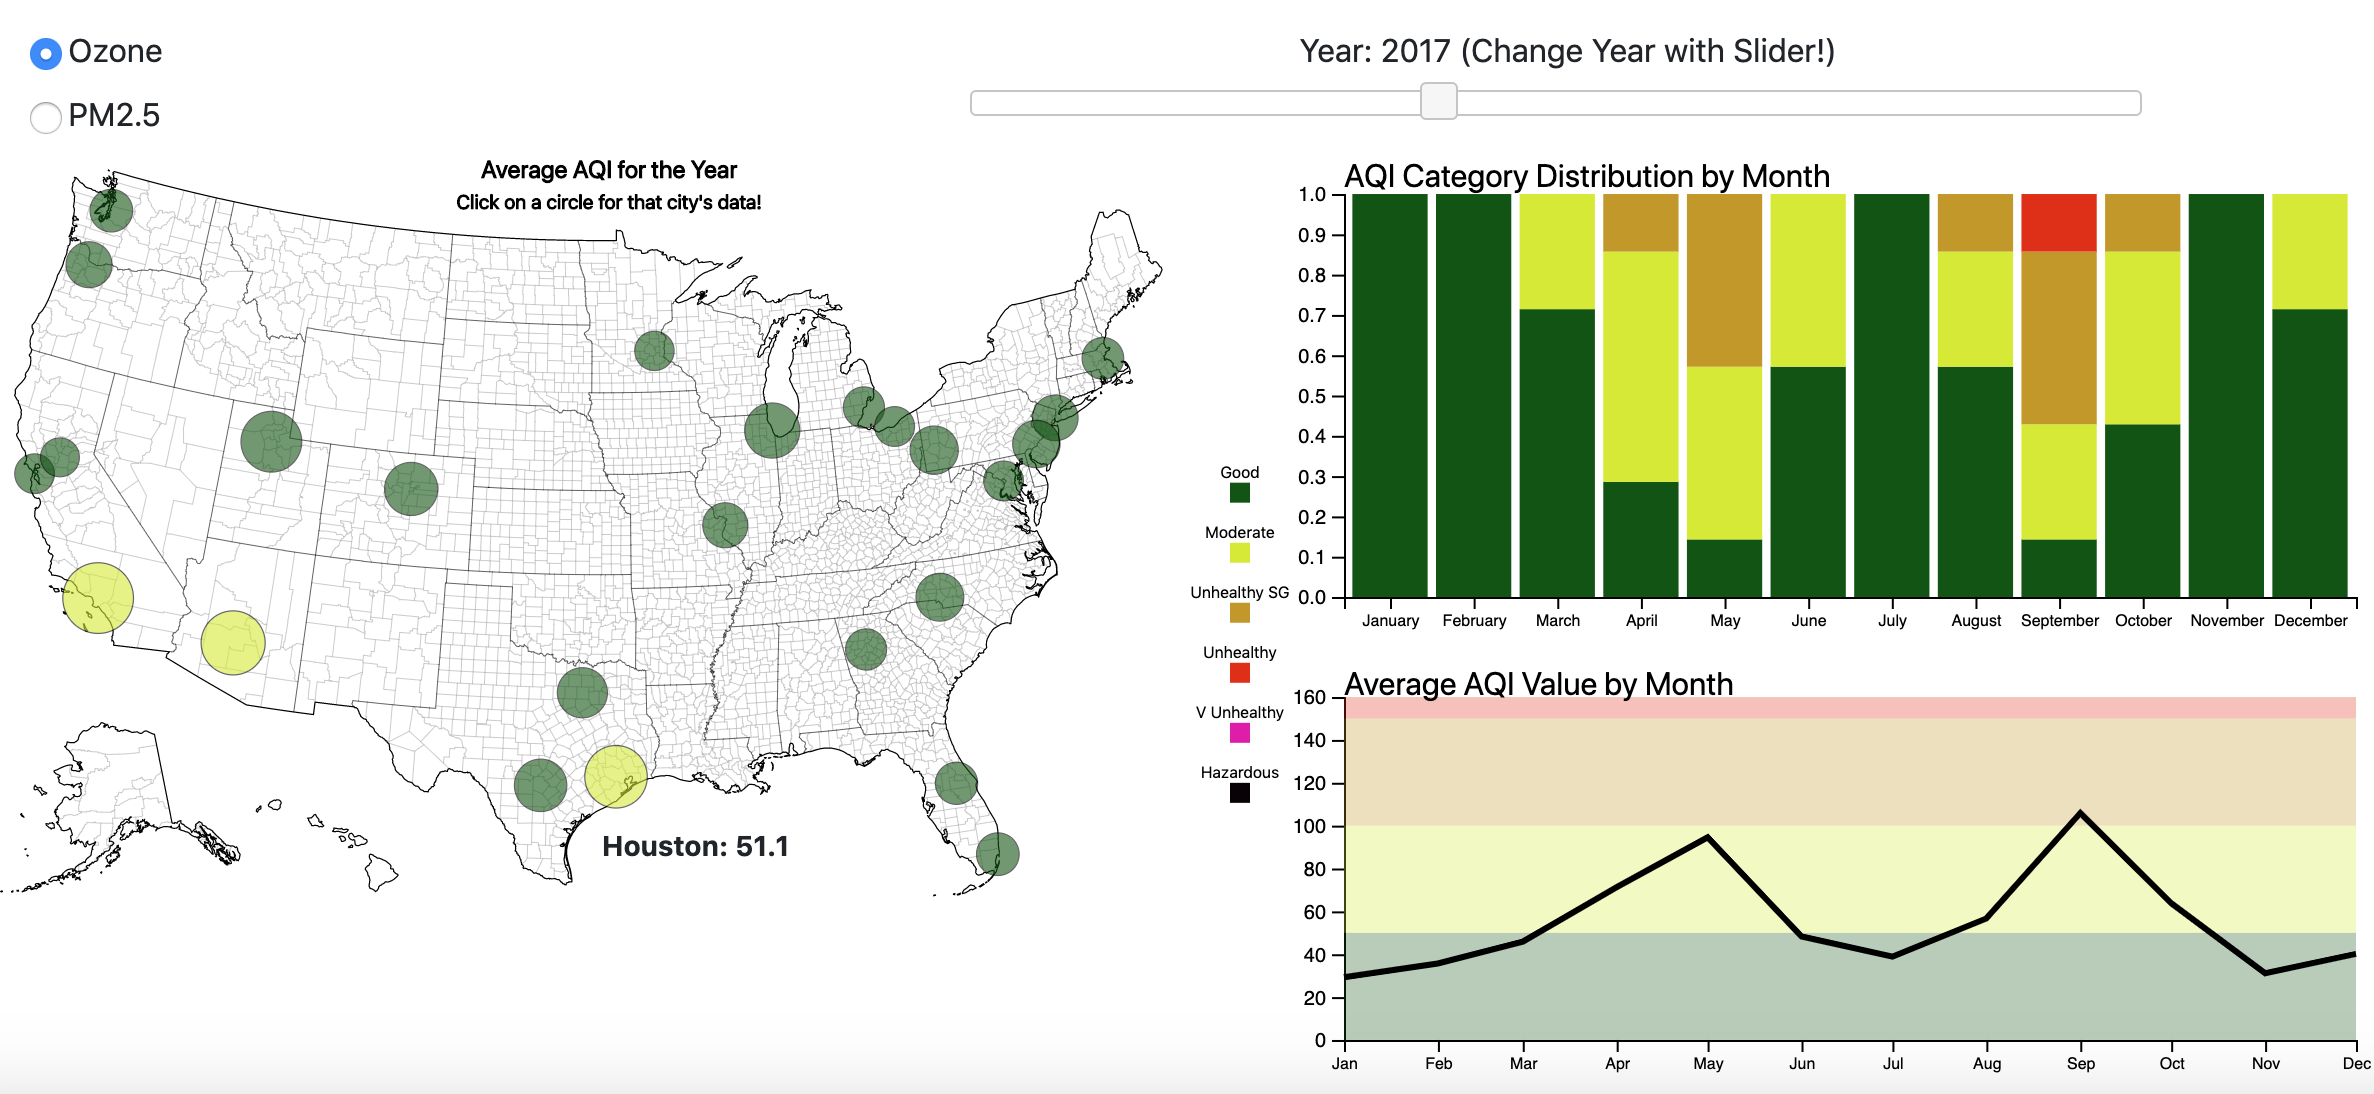 Ozone
PM2.5
Year: 2017 (Change Year with Slider!)
Average AQI for the Year
Click on a circle for that city's data!
Houston: 51.1
Good
Moderate
Unhealthy SG
Unhealthy
V Unhealthy
Hazardous
AQI Category Distribution by Month
1.0
0.9
0.8
0.7
0.6
0.5
0.4
0.3
0.2
0.1
0.0
January February March April May June July August September October November December
Average AQI Value by Month
160
140
120
100
80
60
40
20
0
Jan Feb Mar Apr May Jun Jul Aug Sep Oct Nov Dec